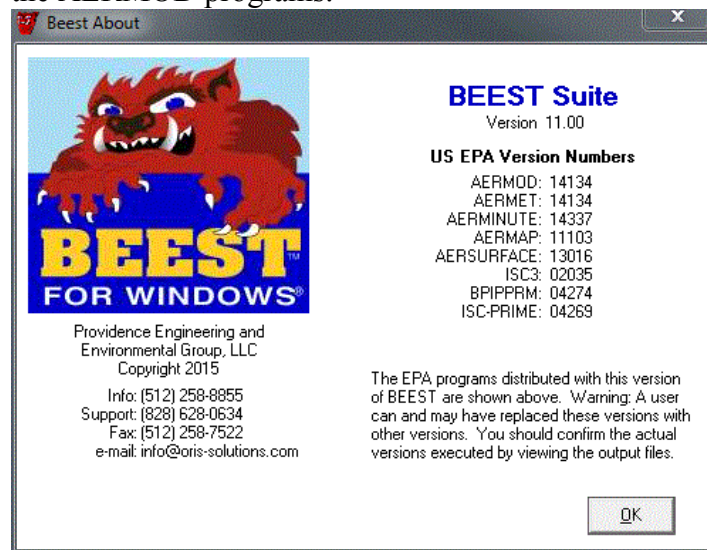 the AERMOD programs.
Beest About
x
BEEST™
FOR WINDOWS®
Providence Engineering and
Environmental Group, LLC
Copyright 2015
Info: (512) 258-8855
Support: (828) 628-0634
Fax: (512) 258-7522
e-mail: info@oris-solutions.com
BEEST Suite
Version 11.00
US EPA Version Numbers
AERMOD: 14134
AERMET: 14134
AERMINUTE: 14337
AERMAP: 11103
AERSURFACE: 13016
ISC3: 02035
BPIPPRM: 04274
ISC-PRIME: 04269
The EPA programs distributed with this version
of BEEST are shown above. Warning: A user
can and may have replaced these versions with
other versions. You should confirm the actual
versions executed by viewing the output files.
OK